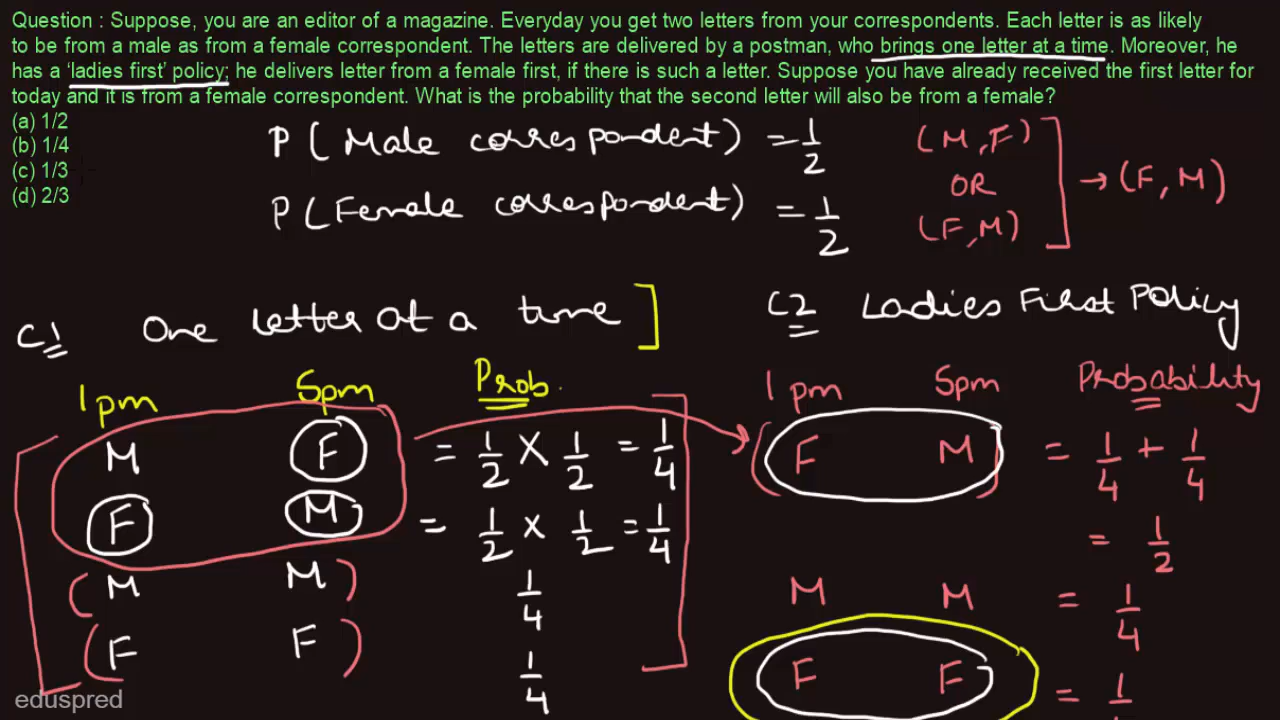 Question : Suppose, you are an editor of a magazine. Everyday you get two letters from your correspondents. Each letter is as likely
to be from a male as from a female correspondent. The letters are delivered by a postman, who brings one letter at a time. Moreover, he
has a 'ladies first' policy; he delivers letter from a female first, if there is such a letter. Suppose you have already received the first letter for
today and it is from a female correspondent. What is the probability that the second letter will also be from a female?
(a) 1/2
(b) 1/4
(c) 1/3
(d) 2/3
P ( Male correspondent ) = 1/2
P ( Female correspondent ) = 1/2
(M, F)
OR
(F, M)
→ (F, M)
C1 One letter at a time ]
1pm 5pm Prob.
M F = 1/2 X 1/2 = 1/4
F M = 1/2 x 1/2 = 1/4
( M M ) 1/4
( F F ) 1/4
C2 Ladies First Policy
1pm 5pm Probability
( F M ) = 1/4 + 1/4
= 1/2
M M = 1/4
F F = 1
eduspred